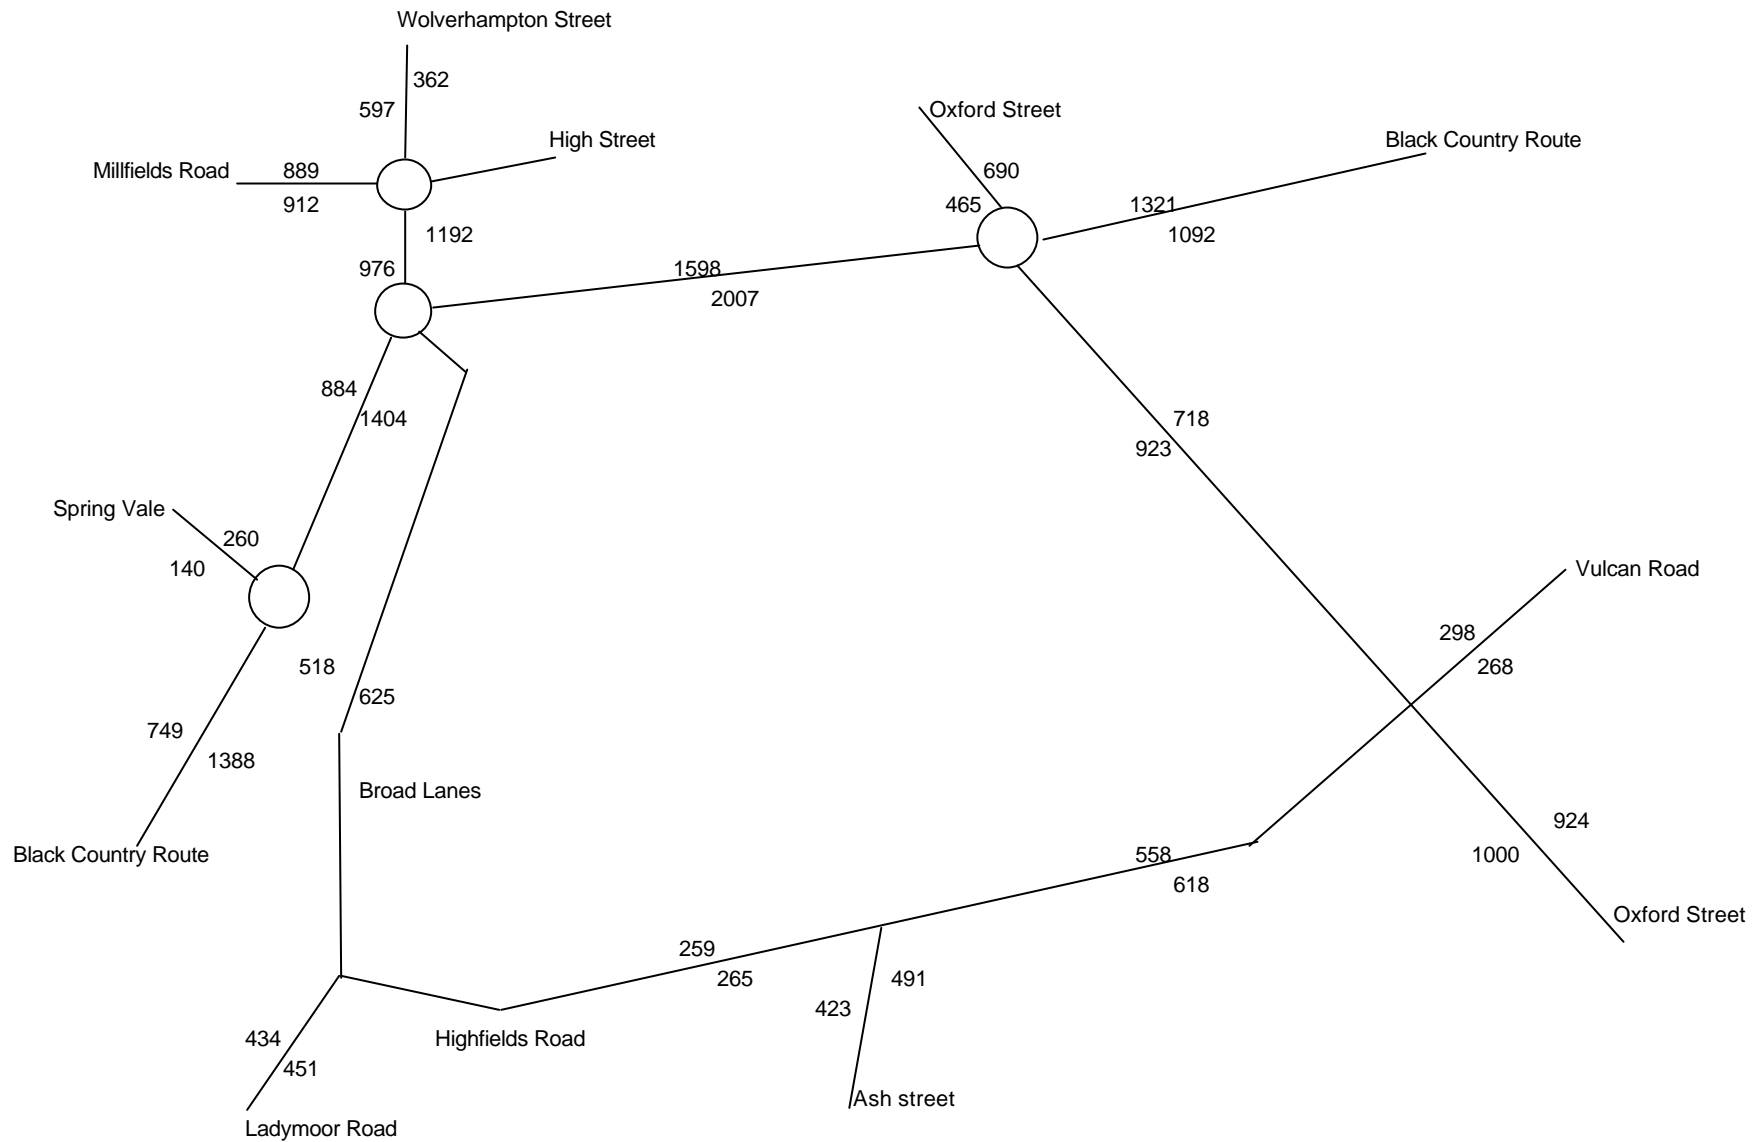 Wolverhampton Street
362
597
Oxford Street
High Street
Black Country Route
Millfields Road
889
690
912
465
1321
1192
1092
976
1598
2007
884
1404
718
923
Spring Vale
260
140
Vulcan Road
298
518
268
625
749
1388
Broad Lanes
924
Black Country Route
558
1000
618
Oxford Street
259
265
491
423
434
Highfields Road
451
Ash street
Ladymoor Road